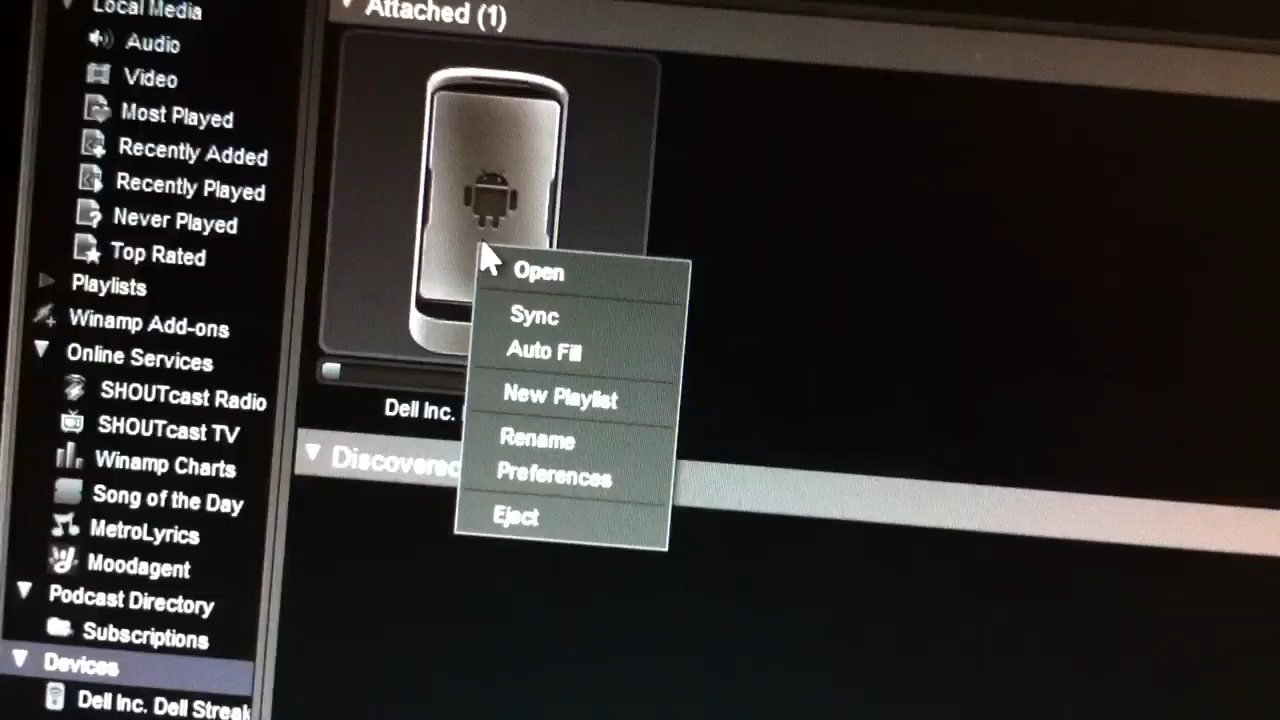 Local Media
Audio
Video
Most Played
Recently Added
Recently Played
Never Played
Top Rated
Playlists
Winamp Add-ons
Online Services
SHOUTcast Radio
SHOUTcast TV
Winamp Charts
Song of the Day
MetroLyrics
Moodagent
Podcast Directory
Subscriptions
Devices
Dell Inc. Dell Streak
Attached (1)
Dell Inc.
Discovered
Open
Sync
Auto Fill
New Playlist
Rename
Preferences
Eject